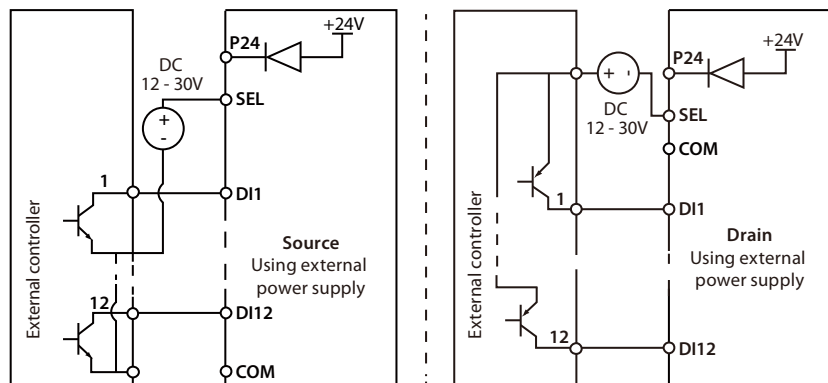 +24V
P24
DC
12 - 30V
SEL
+
-
1
DI1
External controller
Source
Using external
power supply
12
DI12
COM
+24V
P24
+ -
DC
12 - 30V
SEL
COM
1
DI1
External controller
Drain
Using external
power supply
12
DI12